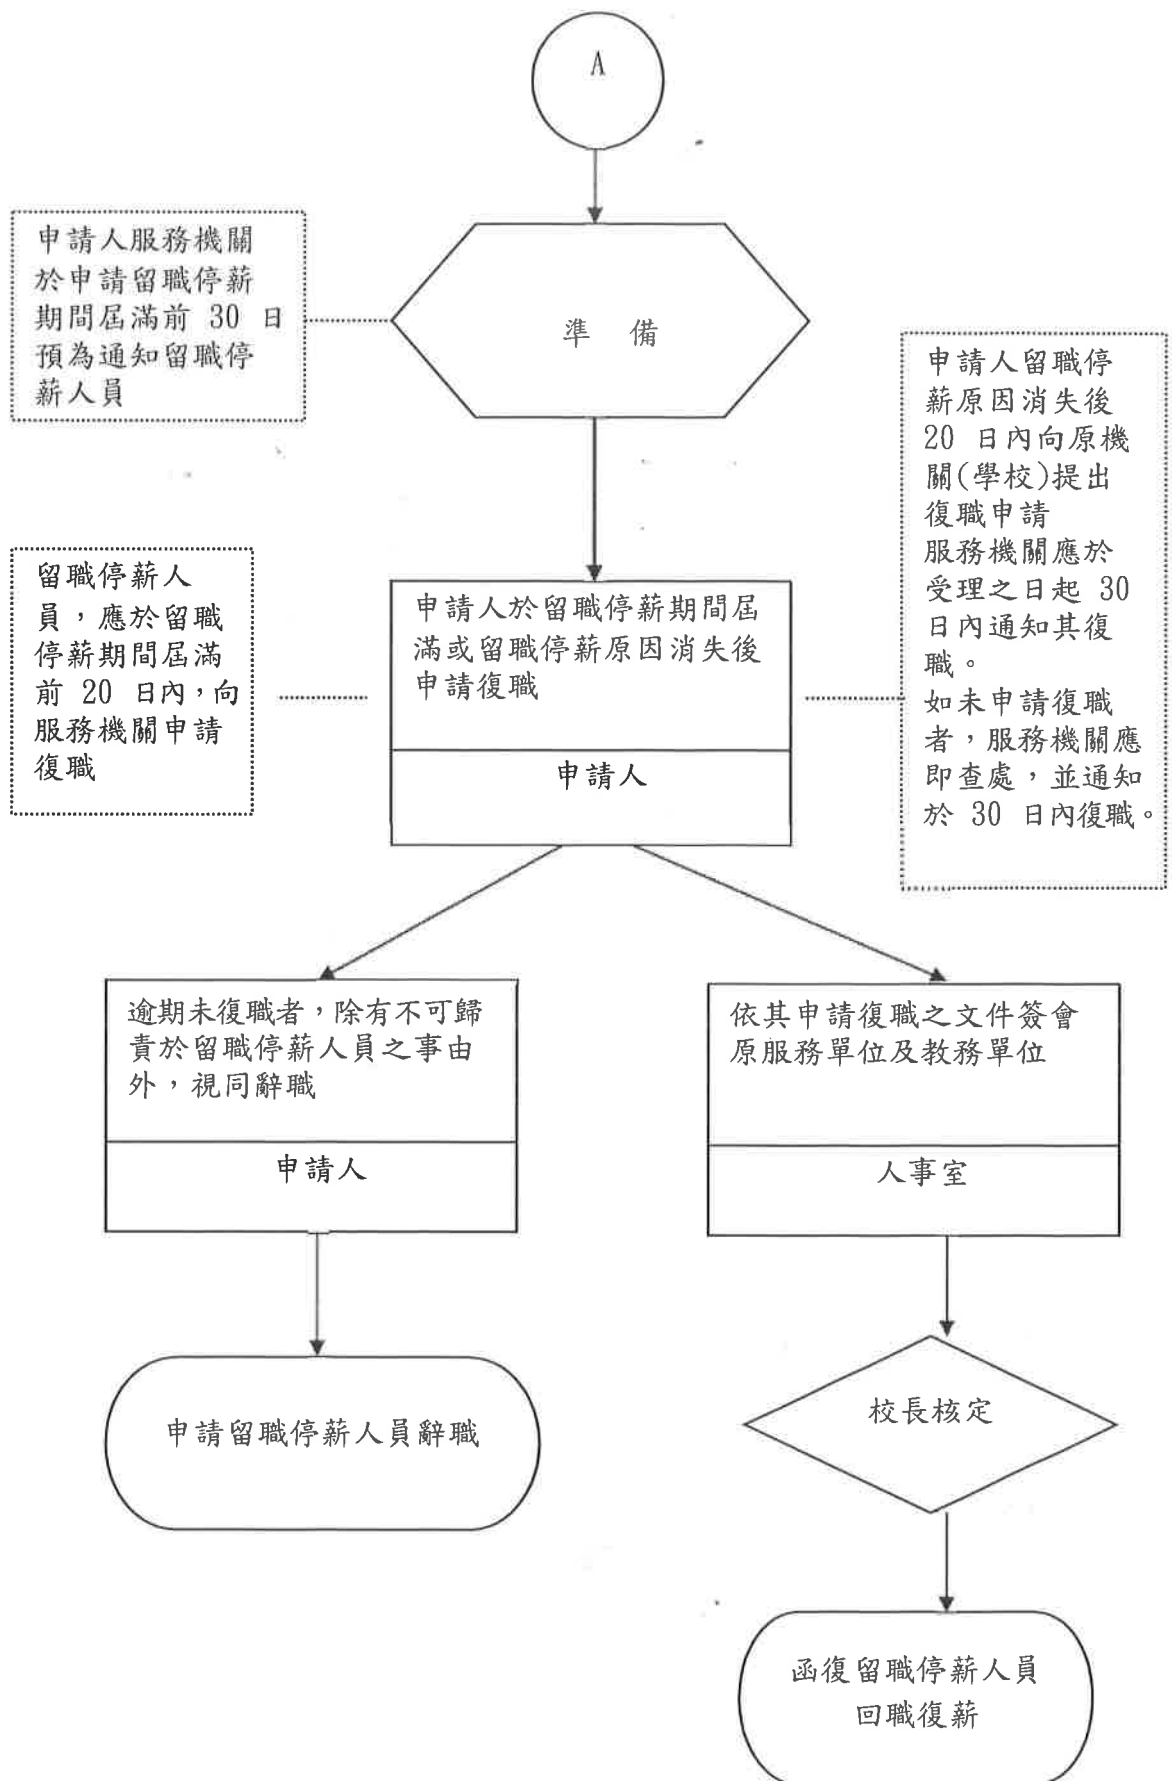 A
申請人服務機關
於申請留職停薪
期間屆滿前 30 日
預為通知留職停
薪人員
準 備
申請人留職停
薪原因消失後
20 日內向原機
關(學校)提出
復職申請
服務機關應於
受理之日起 30
日內通知其復
職。
如未申請復職
者，服務機關應
即查處，並通知
於 30 日內復職。
留職停薪人
員，應於留職
停薪期間屆滿
前 20 日內，向
服務機關申請
復職
申請人於留職停薪期間屆
滿或留職停薪原因消失後
申請復職
申請人
逾期未復職者，除有不可歸
責於留職停薪人員之事由
外，視同辭職
申請人
依其申請復職之文件簽會
原服務單位及教務單位
人事室
申請留職停薪人員辭職
校長核定
函復留職停薪人員
回職復薪